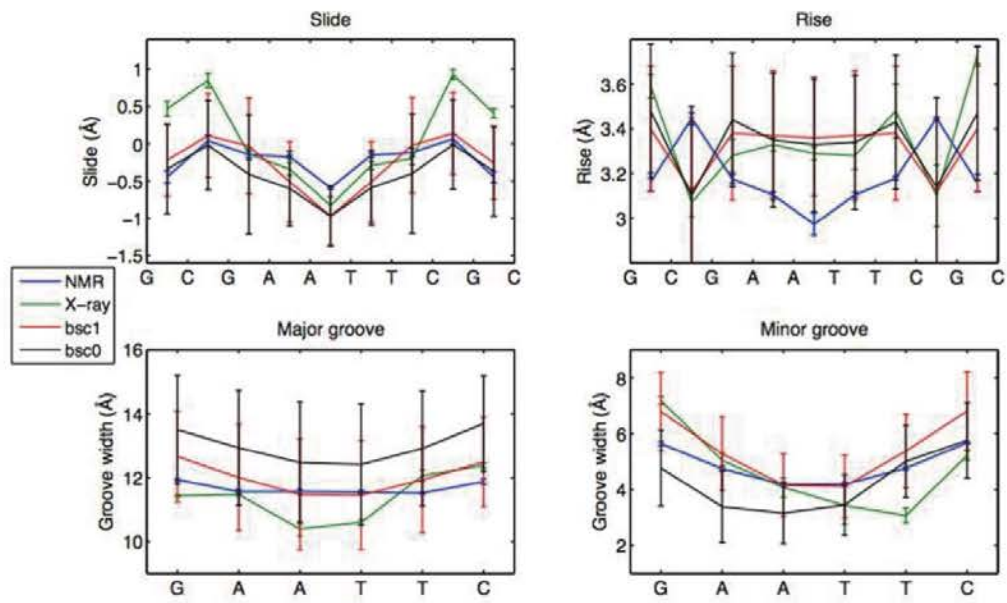 Slide
Slide (Å)
1
0.5
0
−0.5
−1
−1.5
G C G A A T T C G C
Rise
Rise (Å)
3.6
3.4
3.2
3
G C G A A T T C G C
NMR
X−ray
bsc1
bsc0
Major groove
Groove width (Å)
16
14
12
10
G A A T T C
Minor groove
Groove width (Å)
8
6
4
2
G A A T T C